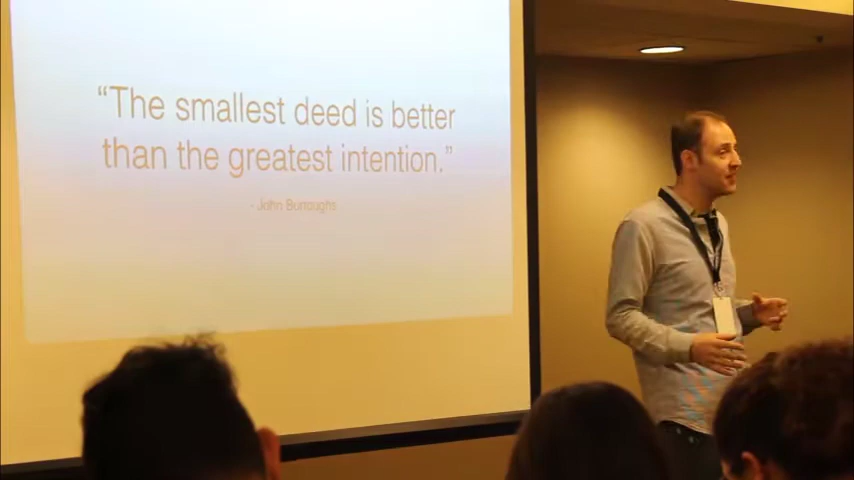 “The smallest deed is better
than the greatest intention.”
- John Burroughs